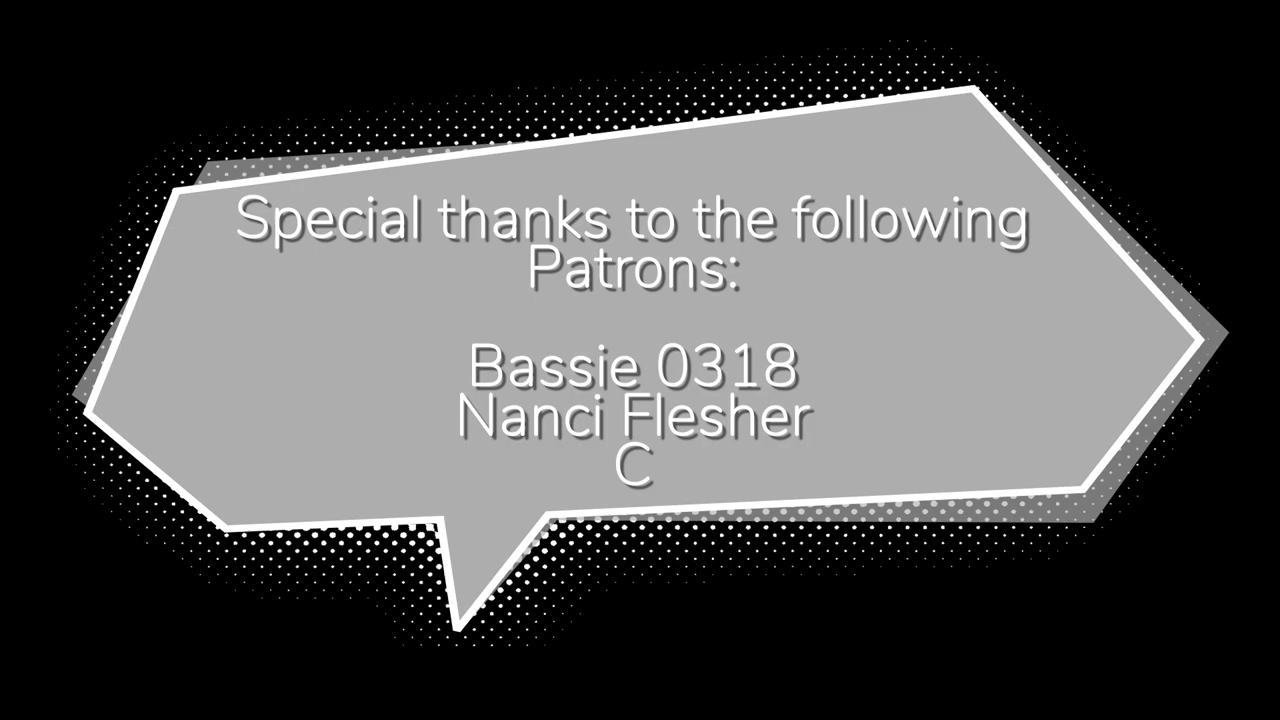 Special thanks to the following
Patrons:
Bassie 0318
Nanci Flesher
C